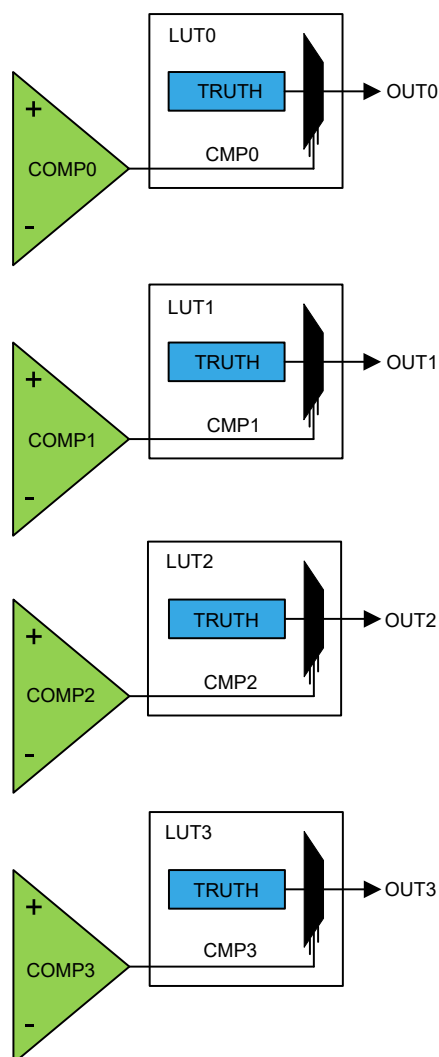 LUT0
TRUTH
OUT0
+
COMP0
CMP0
-
LUT1
TRUTH
OUT1
+
COMP1
CMP1
-
LUT2
TRUTH
OUT2
+
COMP2
CMP2
-
LUT3
TRUTH
OUT3
+
COMP3
CMP3
-